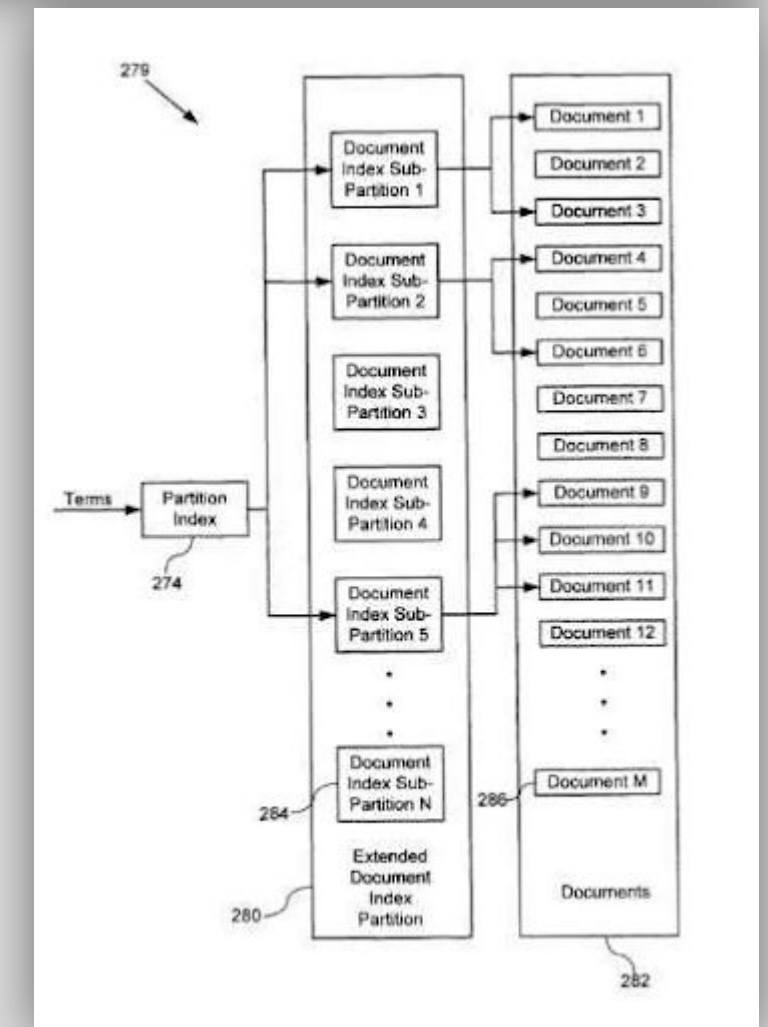 279
Document
Index Sub-
Partition 1
Document
Index Sub-
Partition 2
Document
Index Sub-
Partition 3
Document
Index Sub-
Partition 4
Document
Index Sub-
Partition 5
Document
Index Sub-
Partition N
284
Extended
Document
Index
Partition
280
Terms
Partition
Index
274
Document 1
Document 2
Document 3
Document 4
Document 5
Document 6
Document 7
Document 8
Document 9
Document 10
Document 11
Document 12
Document M
286
Documents
282